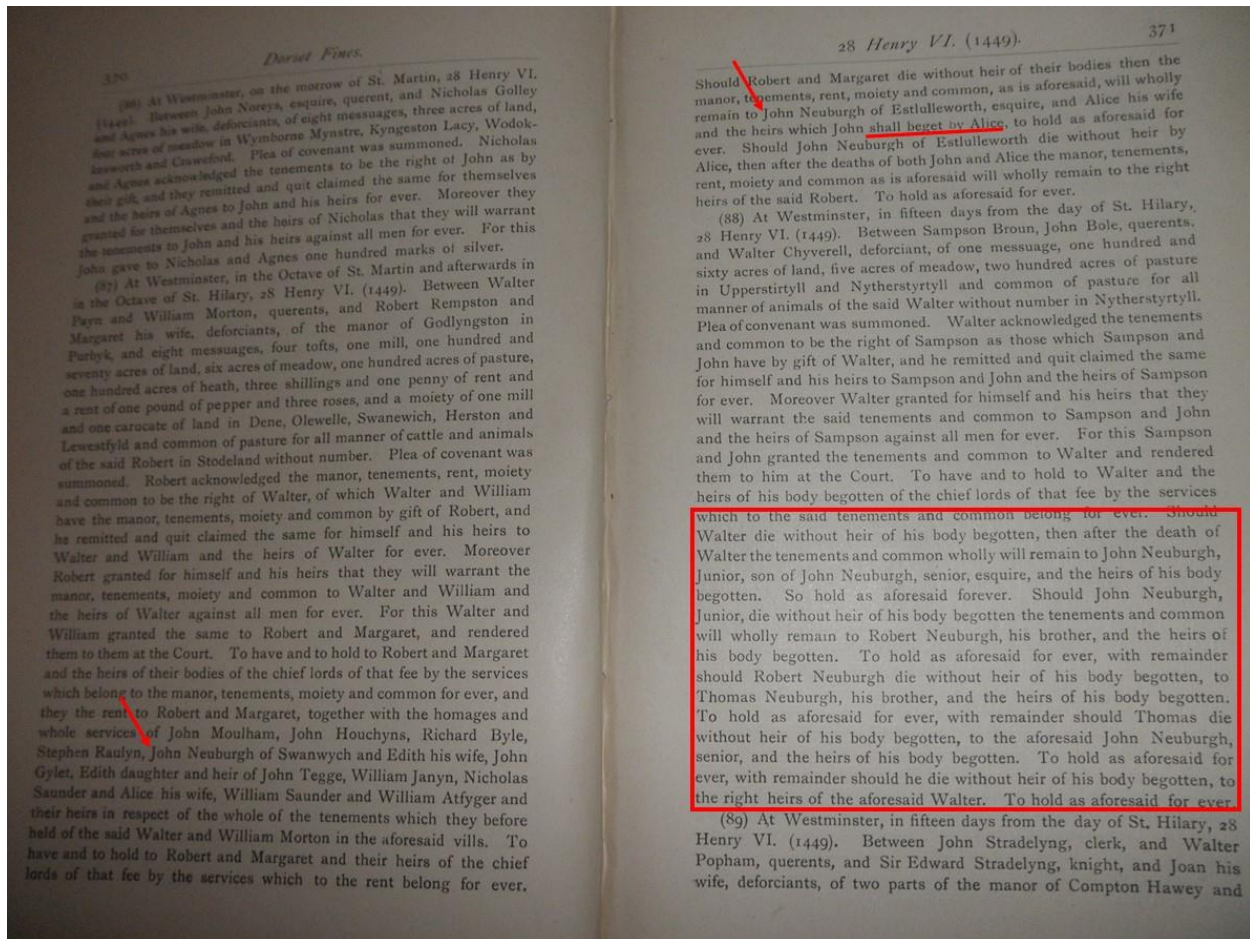 370 Dorset Fines.
(86) At Westminster, on the morrow of St. Martin, 28 Henry VI.
(1449). Between John Noreys, esquire, querent, and Nicholas Golley
and Agnes his wife, deforciants, of eight messuages, three acres of land,
four acres of meadow in Wymborne Mynstre, Kyngeston Lacy, Wodok-
kesworth and Craweford. Plea of covenant was summoned. Nicholas
and Agnes acknowledged the tenements to be the right of John as by
their gift, and they remitted and quit claimed the same for themselves
and the heirs of Agnes to John and his heirs for ever. Moreover they
granted for themselves and the heirs of Nicholas that they will warrant
the tenements to John and his heirs against all men for ever. For this
John gave to Nicholas and Agnes one hundred marks of silver.
(87) At Westminster, in the Octave of St. Martin and afterwards in
in the Octave of St. Hilary, 28 Henry VI. (1449). Between Walter
Payn and William Morton, querents, and Robert Rempston and
Margaret his wife, deforciants, of the manor of Godlyngston in
Purbyk, and eight messuages, four tofts, one mill, one hundred and
seventy acres of land, six acres of meadow, one hundred acres of pasture,
one hundred acres of heath, three shillings and one penny of rent and
a rent of one pound of pepper and three roses, and a moiety of one mill
and one carucate of land in Dene, Olewelle, Swanewich, Herston and
Lewestfyld and common of pasture for all manner of cattle and animals
of the said Robert in Stodeland without number. Plea of covenant was
summoned. Robert acknowledged the manor, tenements, rent, moiety
and common to be the right of Walter, of which Walter and William
have the manor, tenements, moiety and common by gift of Robert, and
he remitted and quit claimed the same for himself and his heirs to
Walter and William and the heirs of Walter for ever. Moreover
Robert granted for himself and his heirs that they will warrant the
manor, tenements, moiety and common to Walter and William and
the heirs of Walter against all men for ever. For this Walter and
William granted the same to Robert and Margaret, and rendered
them to them at the Court. To have and to hold to Robert and Margaret
and the heirs of their bodies of the chief lords of that fee by the services
which belong to the manor, tenements, moiety and common for ever, and
they the rent to Robert and Margaret, together with the homages and
whole services of John Moulham, John Houchyns, Richard Byle,
Stephen Raulyn, John Neuburgh of Swanwych and Edith his wife, John
Gylet, Edith daughter and heir of John Tegge, William Janyn, Nicholas
Saunder and Alice his wife, William Saunder and William Atfyger and
their heirs in respect of the whole of the tenements which they before
held of the said Walter and William Morton in the aforesaid vills. To
have and to hold to Robert and Margaret and their heirs of the chief
lords of that fee by the services which to the rent belong for ever.
28 Henry VI. (1449). 371
Should Robert and Margaret die without heir of their bodies then the
manor, tenements, rent, moiety and common, as is aforesaid, will wholly
remain to John Neuburgh of Estlulleworth, esquire, and Alice his wife
and the heirs which John shall beget by Alice, to hold as aforesaid for
ever. Should John Neuburgh of Estlulleworth die without heir by
Alice, then after the deaths of both John and Alice the manor, tenements,
rent, moiety and common as is aforesaid will wholly remain to the right
heirs of the said Robert. To hold as aforesaid for ever.
(88) At Westminster, in fifteen days from the day of St. Hilary,
28 Henry VI. (1449). Between Sampson Broun, John Bole, querents,
and Walter Chyverell, deforciant, of one messuage, one hundred and
sixty acres of land, five acres of meadow, two hundred acres of pasture
in Upperstirtyll and Nytherstyrtyll and common of pasture for all
manner of animals of the said Walter without number in Nytherstyrtyll.
Plea of convenant was summoned. Walter acknowledged the tenements
and common to be the right of Sampson as those which Sampson and
John have by gift of Walter, and he remitted and quit claimed the same
for himself and his heirs to Sampson and John and the heirs of Sampson
for ever. Moreover Walter granted for himself and his heirs that they
will warrant the said tenements and common to Sampson and John
and the heirs of Sampson against all men for ever. For this Sampson
and John granted the tenements and common to Walter and rendered
them to him at the Court. To have and to hold to Walter and the
heirs of his body begotten of the chief lords of that fee by the services
which to the said tenements and common belong for ever. Should
Walter die without heir of his body begotten, then after the death of
Walter the tenements and common wholly will remain to John Neuburgh,
Junior, son of John Neuburgh, senior, esquire, and the heirs of his body
begotten. So hold as aforesaid forever. Should John Neuburgh,
Junior, die without heir of his body begotten the tenements and common
will wholly remain to Robert Neuburgh, his brother, and the heirs of
his body begotten. To hold as aforesaid for ever, with remainder
should Robert Neuburgh die without heir of his body begotten, to
Thomas Neuburgh, his brother, and the heirs of his body begotten.
To hold as aforesaid for ever, with remainder should Thomas die
without heir of his body begotten, to the aforesaid John Neuburgh,
senior, and the heirs of his body begotten. To hold as aforesaid for
ever, with remainder should he die without heir of his body begotten, to
the right heirs of the aforesaid Walter. To hold as aforesaid for ever.
(89) At Westminster, in fifteen days from the day of St. Hilary, 28
Henry VI. (1449). Between John Stradelyng, clerk, and Walter
Popham, querents, and Sir Edward Stradelyng, knight, and Joan his
wife, deforciants, of two parts of the manor of Compton Hawey and